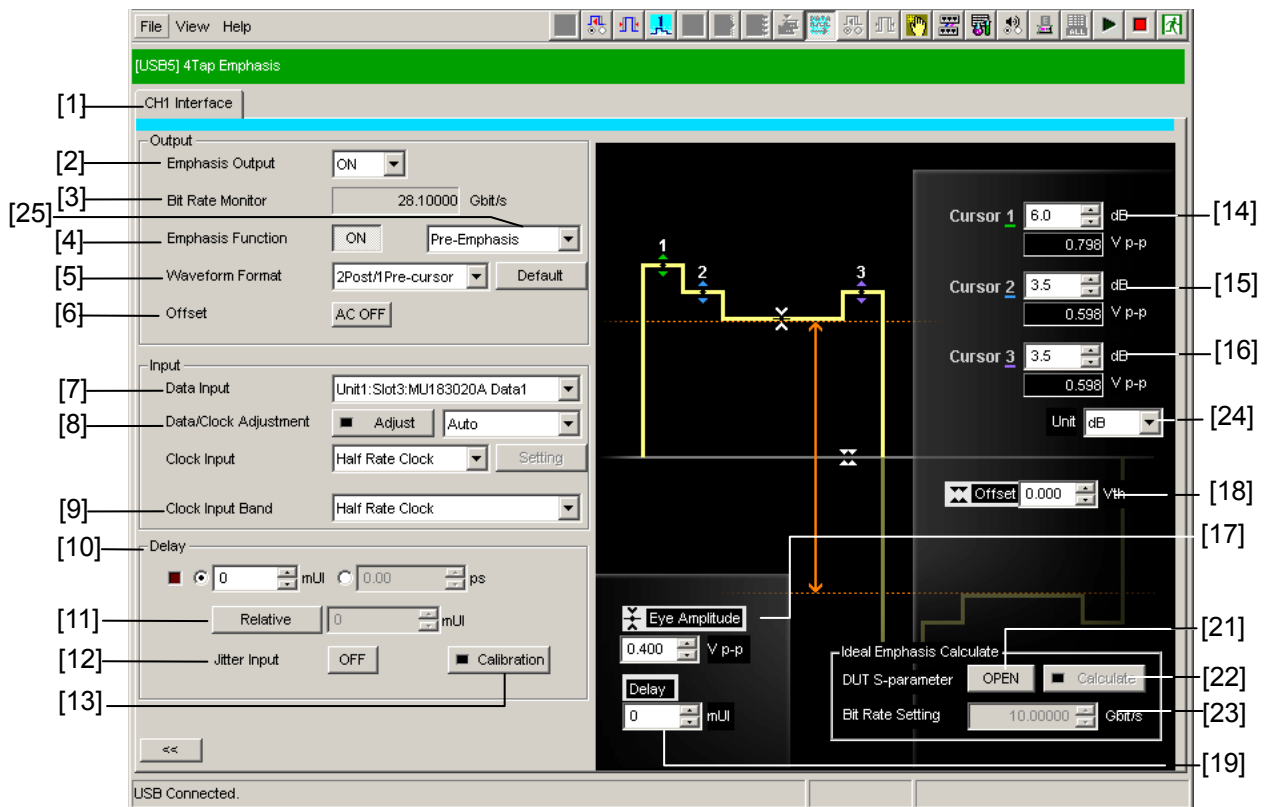 File View Help
ALL
[USB5] 4Tap Emphasis
[1] CH1 Interface
Output
[2] Emphasis Output ON
[3] Bit Rate Monitor 28.10000 Gbit/s
[25]
[4] Emphasis Function ON Pre-Emphasis
[5] Waveform Format 2Post/1Pre-cursor Default
[6] Offset AC OFF
Input
[7] Data Input Unit1:Slot3:MU183020A Data1
[8] Data/Clock Adjustment Adjust Auto
Clock Input Half Rate Clock Setting
[9] Clock Input Band Half Rate Clock
[10] Delay
0 mUI 0.00 ps
[11] Relative 0 mUI
[12] Jitter Input OFF Calibration
[13]
<<
USB Connected.
1
2
3
Cursor 1 6.0 dB [14]
0.798 V p-p
Cursor 2 3.5 dB [15]
0.598 V p-p
Cursor 3 3.5 dB [16]
0.598 V p-p
Unit dB [24]
Offset 0.000 Vth [18]
[17]
Eye Amplitude
0.400 V p-p
Delay
0 mUI
[21]
Ideal Emphasis Calculate
DUT S-parameter OPEN Calculate [22]
Bit Rate Setting 10.00000 Gbit/s [23]
[19]